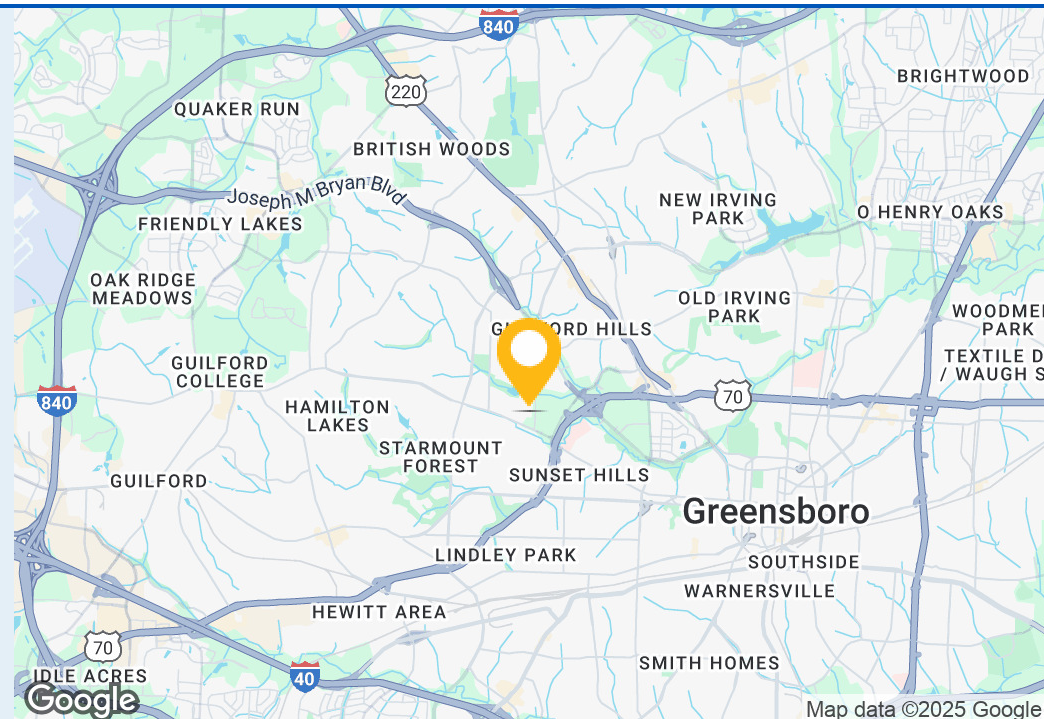 840
BRIGHTWOOD
220
QUAKER RUN
BRITISH WOODS
Joseph M Bryan Blvd
NEW IRVING
PARK
O HENRY OAKS
FRIENDLY LAKES
OAK RIDGE
MEADOWS
OLD IRVING
PARK
WOODME
PARK
G
FORD HILLS
TEXTILE D
/ WAUGH S
GUILFORD
COLLEGE
840
70
HAMILTON
LAKES
STARMOUNT
FOREST
SUNSET HILLS
GUILFORD
Greensboro
LINDLEY PARK
SOUTHSIDE
WARNERSVILLE
HEWITT AREA
70
SMITH HOMES
IDLE ACRES
40
Google
Map data ©2025 Google